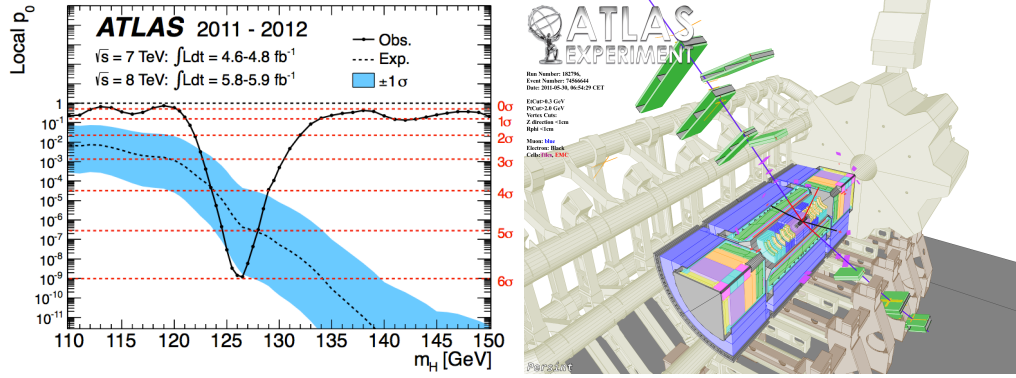 Local p₀
ATLAS 2011 - 2012
√s = 7 TeV: ∫Ldt = 4.6-4.8 fb⁻¹
√s = 8 TeV: ∫Ldt = 5.8-5.9 fb⁻¹
Obs.
Exp.
±1 σ
1
10⁻¹
10⁻²
10⁻³
10⁻⁴
10⁻⁵
10⁻⁶
10⁻⁷
10⁻⁸
10⁻⁹
10⁻¹⁰
10⁻¹¹
0σ
1σ
2σ
3σ
4σ
5σ
6σ
110 115 120 125 130 135 140 145 150
m_H [GeV]
ATLAS
EXPERIMENT
Run Number: 182796,
Event Number: 74566644
Date: 2011-05-30, 06:54:29 CET
EtCut>0.3 GeV
PtCut>2.0 GeV
Vertex Cuts:
Z direction <1cm
Rphi <1cm
Muon: blue
Electron: Black
Cells:Tiles, EMC
Persint